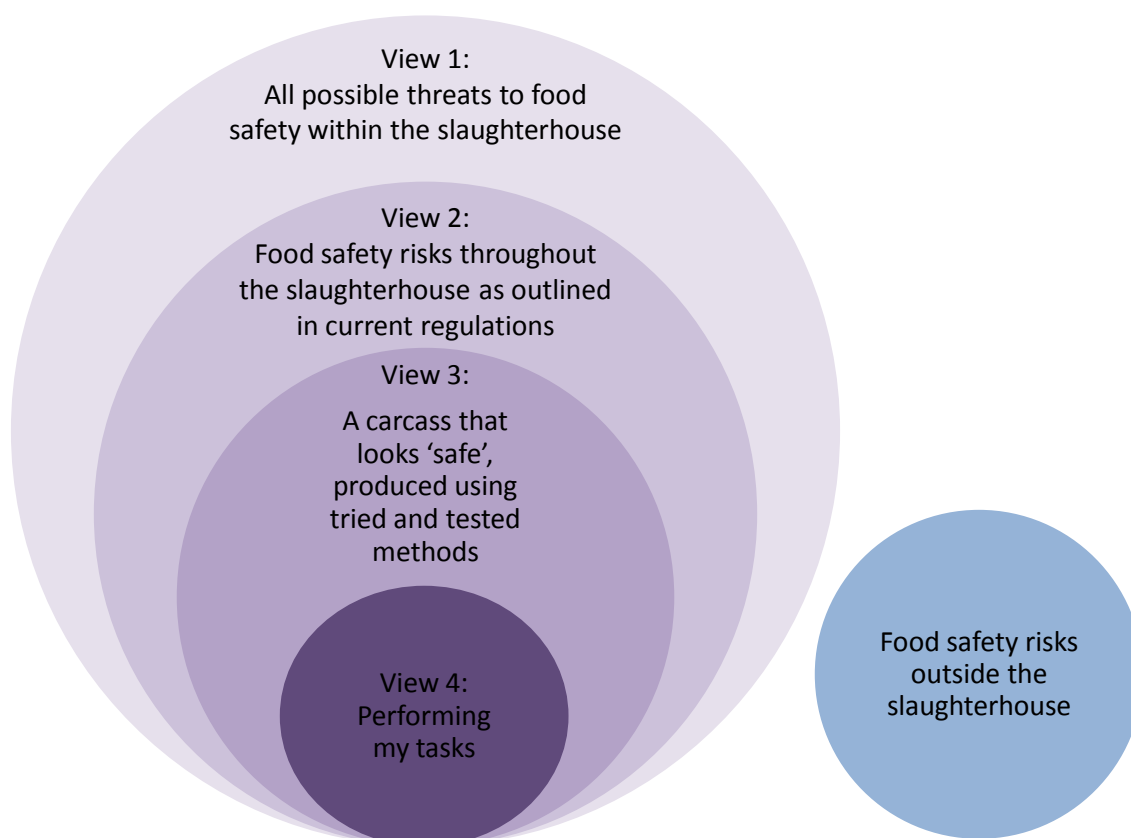 View 1:
All possible threats to food
safety within the slaughterhouse
View 2:
Food safety risks throughout
the slaughterhouse as outlined
in current regulations
View 3:
A carcass that
looks ‘safe’,
produced using
tried and tested
methods
View 4:
Performing
my tasks
Food safety risks
outside the
slaughterhouse